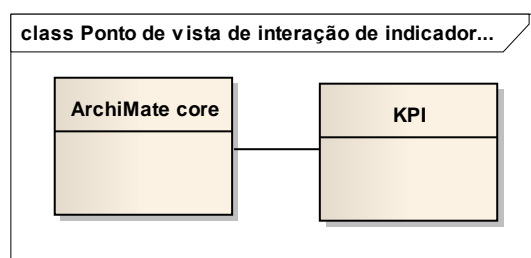 class Ponto de vista de interação de indicador...
ArchiMate core
KPI